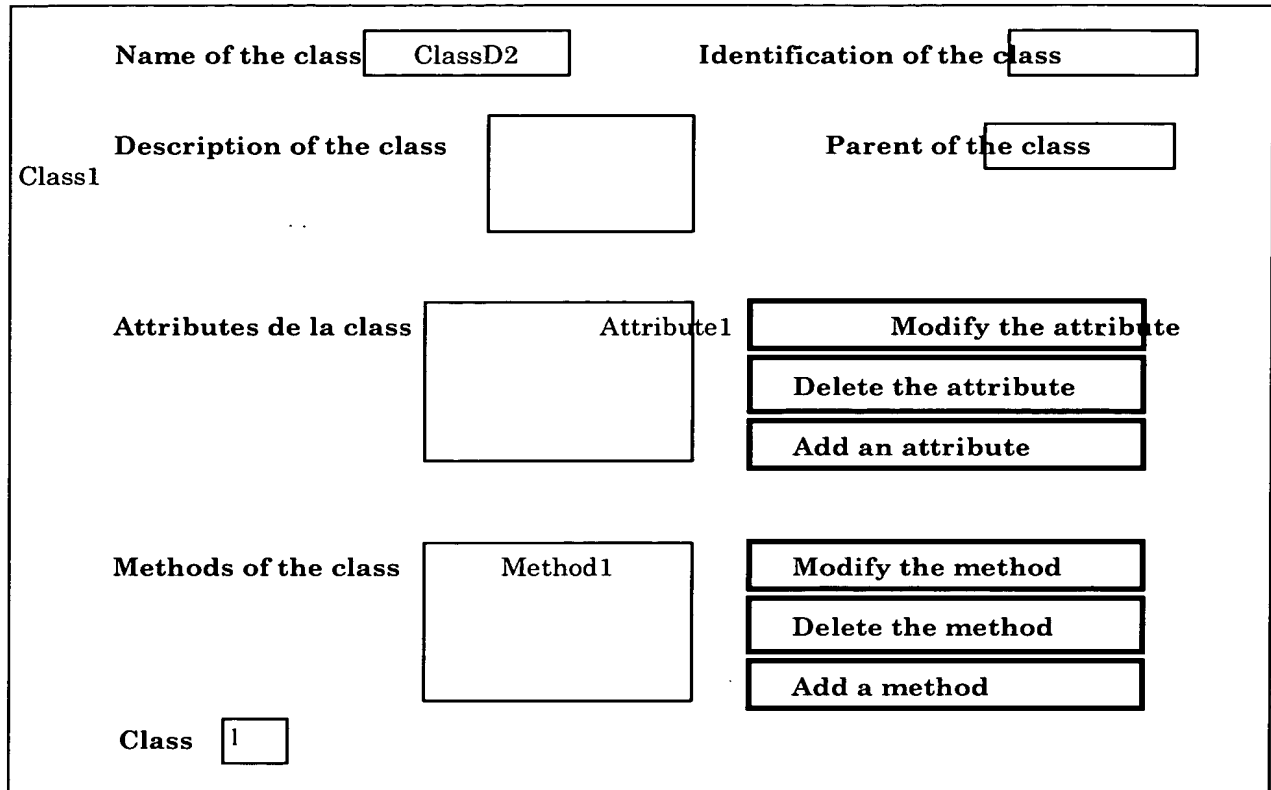 Name of the class ClassD2 Identification of the class
Description of the class Parent of the class
Class1
Attributes de la class Attribute1 Modify the attribute
Delete the attribute
Add an attribute
Methods of the class Method1 Modify the method
Delete the method
Add a method
Class 1